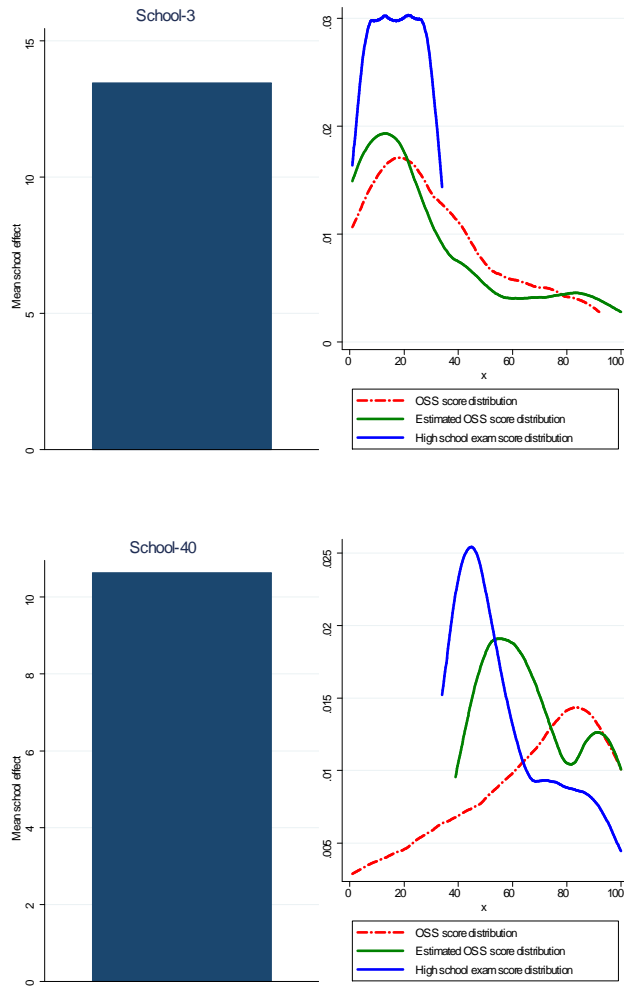 School-3
Mean school effect
15
10
5
0
.03
.02
.01
0
0 20 40 60 80 100
x
OSS score distribution
Estimated OSS score distribution
High school exam score distribution
School-40
Mean school effect
10
8
6
4
2
0
.025
.02
.015
.01
.005
0 20 40 60 80 100
x
OSS score distribution
Estimated OSS score distribution
High school exam score distribution